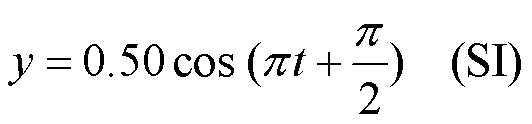 y = 0.50 cos (πt + π/2) (SI)